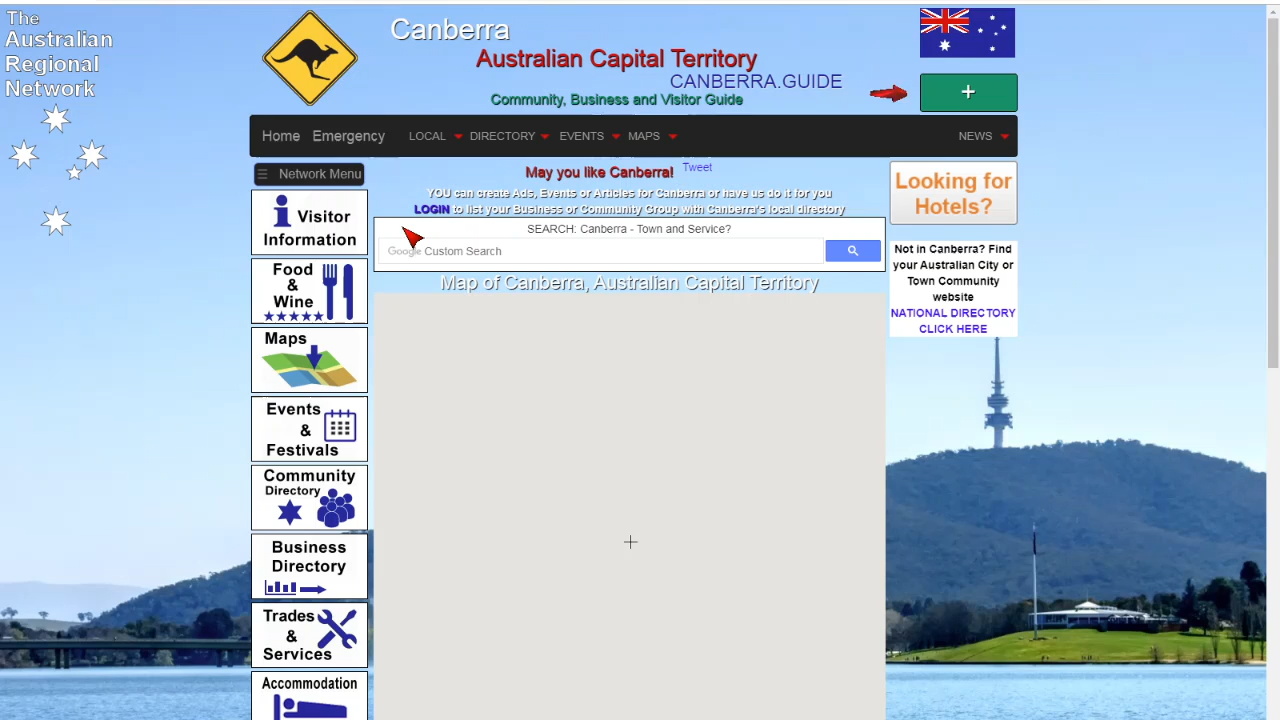 The
Australian
Regional
Network
Canberra
Australian Capital Territory
CANBERRA.GUIDE
Community, Business and Visitor Guide
+
Home Emergency LOCAL DIRECTORY EVENTS MAPS NEWS
☰ Network Menu
May you like Canberra! Tweet
YOU can create Ads, Events or Articles for Canberra or have us do it for you
LOGIN to list your Business or Community Group with Canberra's local directory
SEARCH: Canberra - Town and Service?
Google Custom Search
Map of Canberra, Australian Capital Territory
Visitor
Information
Food
&
Wine
Maps
Events
&
Festivals
Community
Directory
Business
Directory
Trades
&
Services
Accommodation
Looking for
Hotels?
Not in Canberra? Find
your Australian City or
Town Community
website
NATIONAL DIRECTORY
CLICK HERE